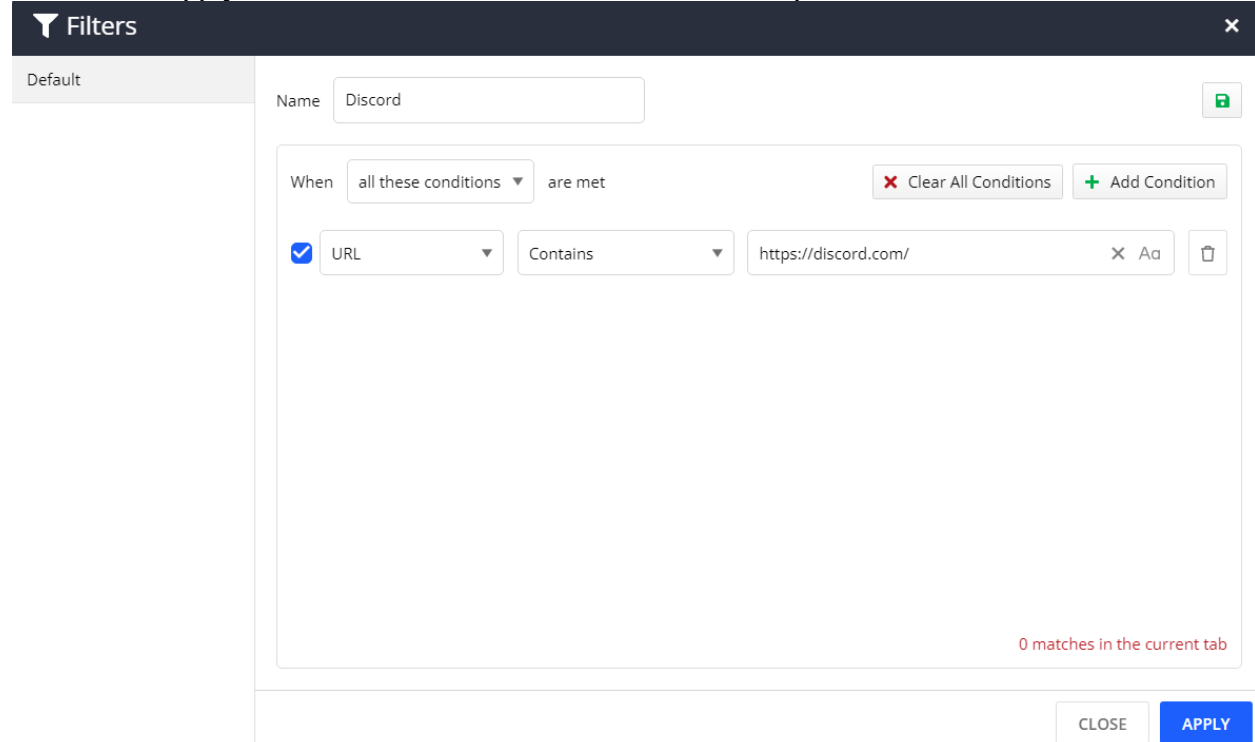 Filters
Default
Name Discord
When all these conditions are met Clear All Conditions Add Condition
URL Contains https://discord.com/ Aa
0 matches in the current tab
CLOSE APPLY